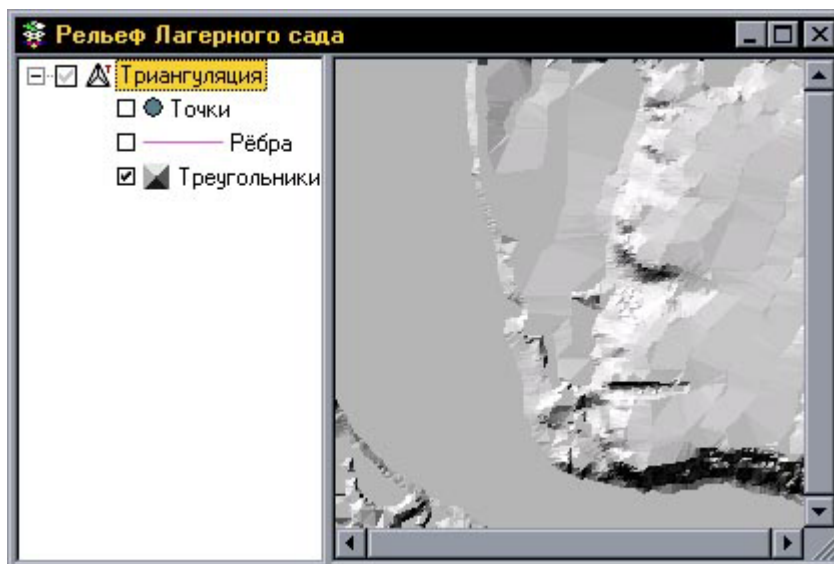 Рельеф Лагерного сада
Триангуляция
Точки
Рёбра
Треугольники